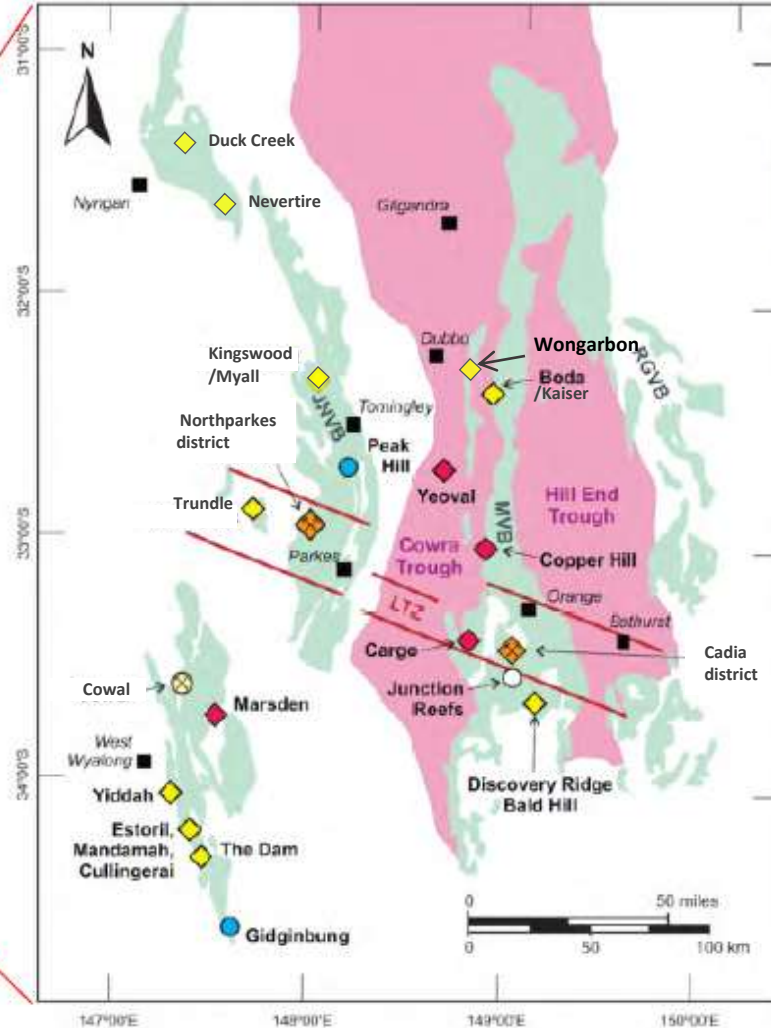 31°00'S
N
Duck Creek
Nyngan
Nevertire
Gilgandra
32°00'S
Dubbo
Wongarbon
RGVB
Kingswood
/Myall
Boda
/Kaiser
JNVB
Tomingley
Northparkes
district
Peak
Hill
Yeoval
Hill End
Trough
Trundle
MVB
33°00'S
Parkes
Cowra
Trough
Copper Hill
LTZ
Orange
Bathurst
Cargo
Cadia
district
Cowal
Junction
Reefs
Marsden
West
Wyalong
34°00'S
Discovery Ridge
Bald Hill
Yiddah
Estoril,
Mandamah,
Cullingerai
The Dam
0 50 miles
0 50 100 km
Gidginbung
147°00'E 148°00'E 149°00'E 150°00'E